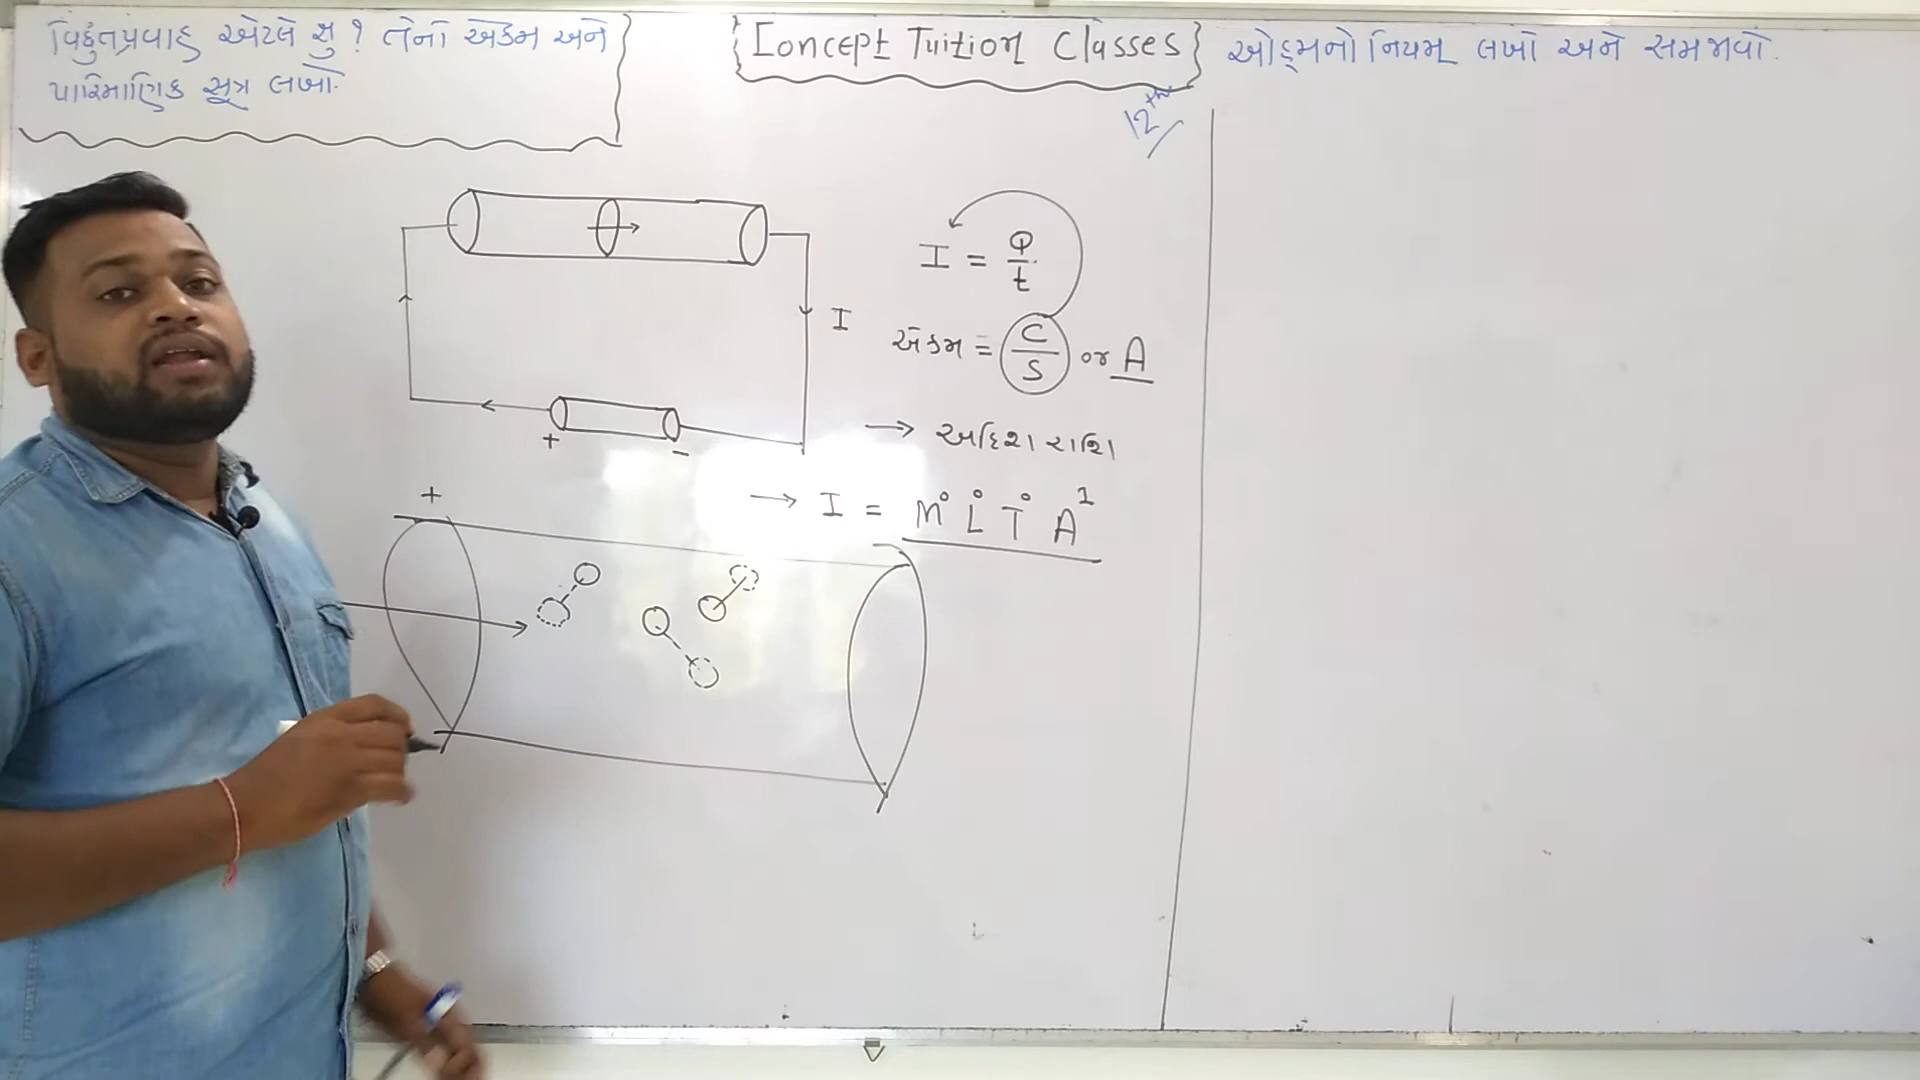 વિદ્યુતપ્રવાહ એટલે શુ ? તેનો એકમ અને
પારિમાણિક સૂત્ર લખો.
Concept Tuition Classes
12th
ઓહ્મનો નિયમ લખો અને સમજાવો.
I
+
-
I = Q/t
એકમ = C/S or A
→ અદિશ રાશિ
→ I = M⁰ L⁰ T⁰ A¹
+